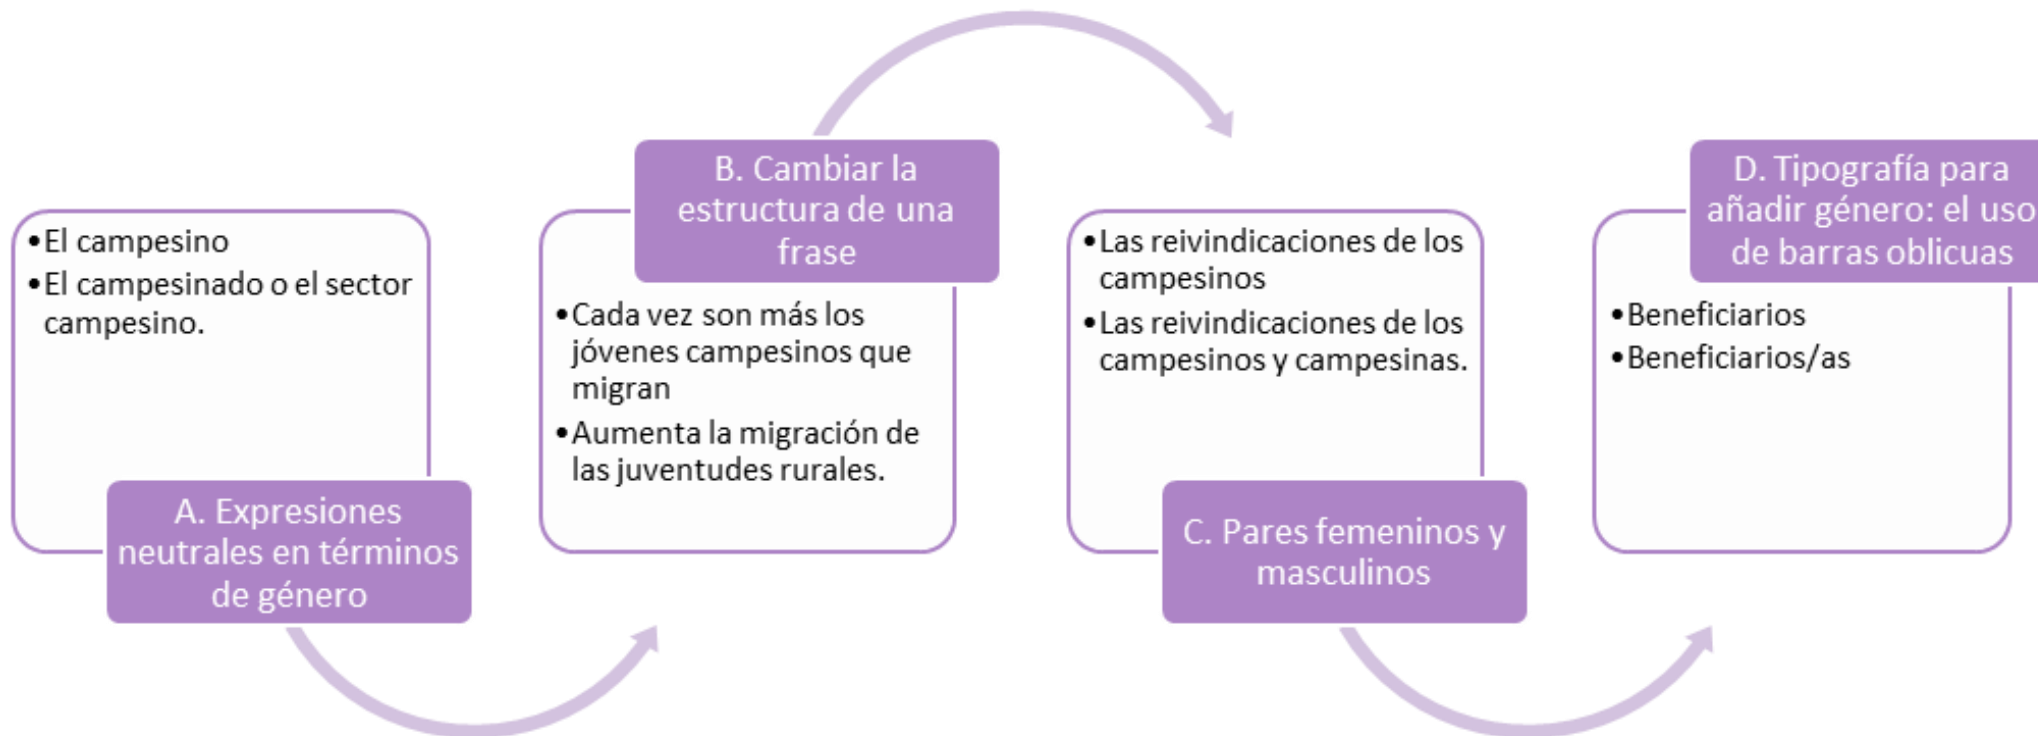 •El campesino
•El campesinado o el sector
campesino.
A. Expresiones
neutrales en términos
de género
B. Cambiar la
estructura de una
frase
•Cada vez son más los
jóvenes campesinos que
migran
•Aumenta la migración de
las juventudes rurales.
•Las reivindicaciones de los
campesinos
•Las reivindicaciones de los
campesinos y campesinas.
C. Pares femeninos y
masculinos
D. Tipografía para
añadir género: el uso
de barras oblicuas
•Beneficiarios
•Beneficiarios/as